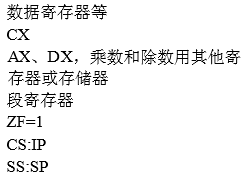 数据寄存器等
CX
AX、DX，乘数和除数用其他寄
存器或存储器
段寄存器
ZF=1
CS:IP
SS:SP